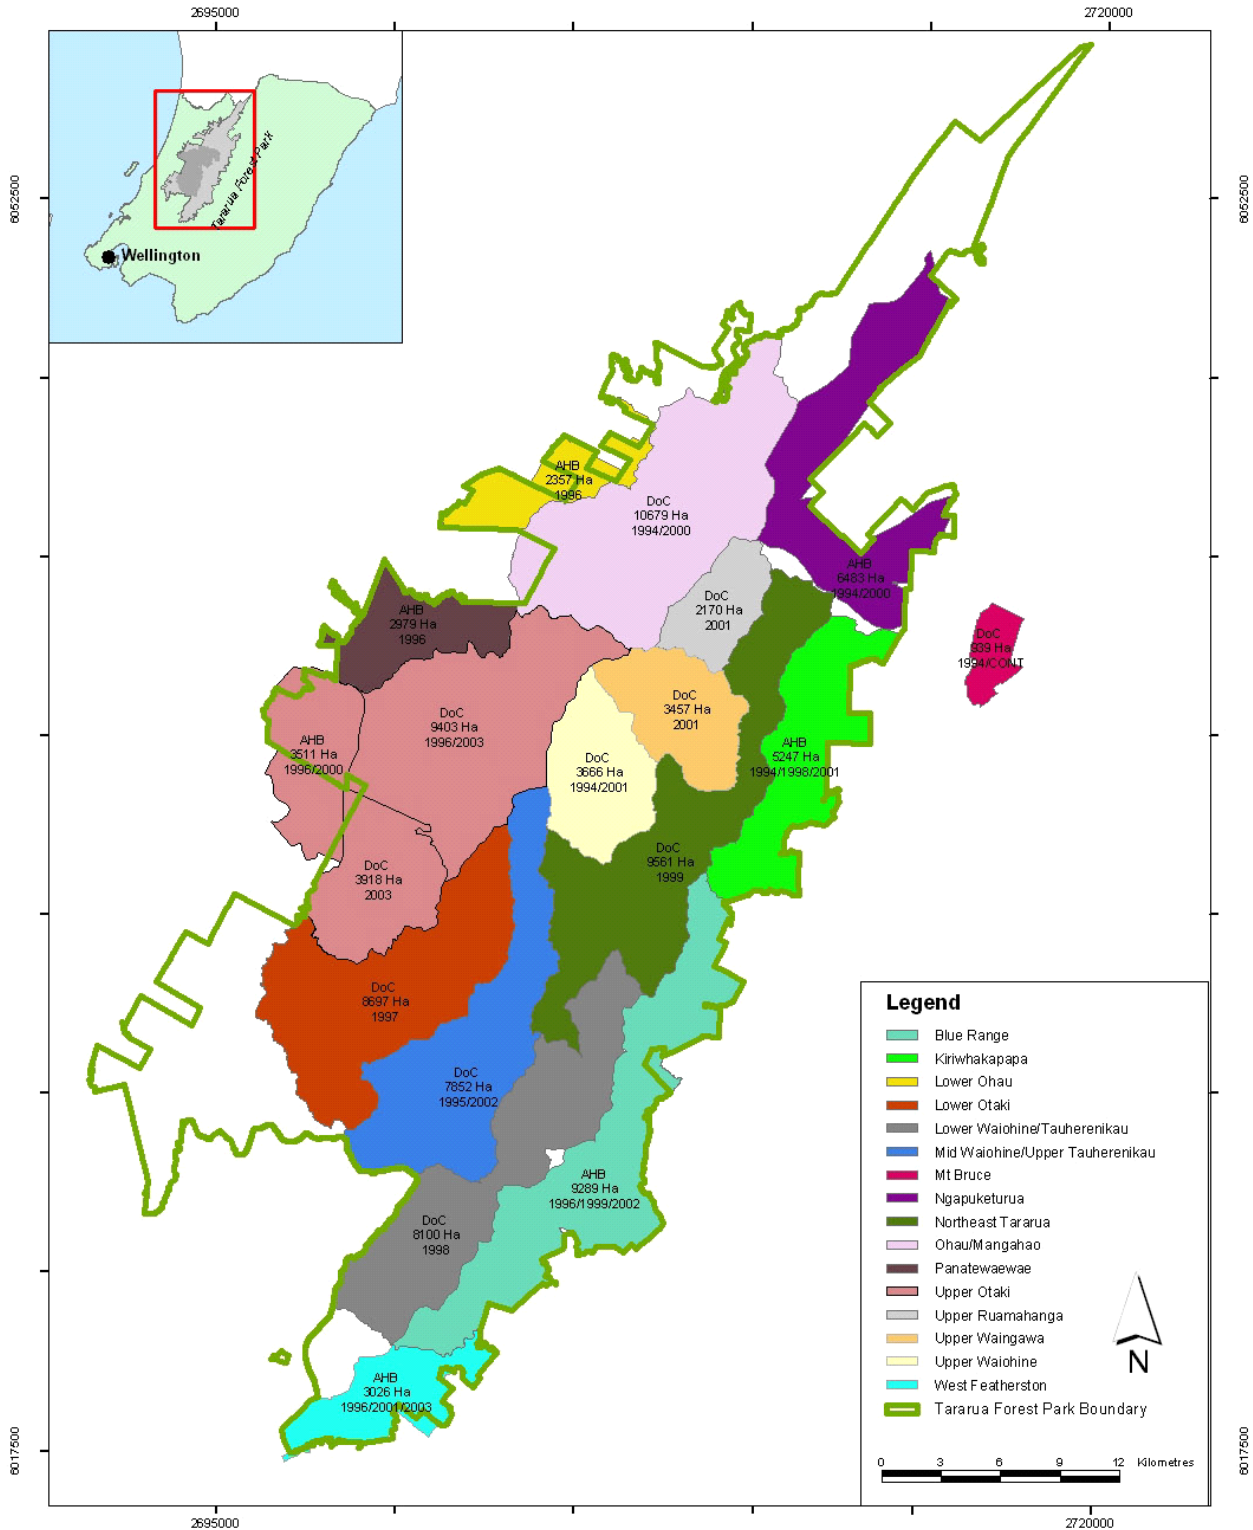 2695000
2720000
6052500
6052500
Tararua Forest Park
Wellington
AHB
2357 Ha
1996
DoC
10679 Ha
1994/2000
AHB
6483 Ha
1994/2000
DoC
2170 Ha
2001
AHB
2979 Ha
1996
DoC
939 Ha
1994/CONT
DoC
3457 Ha
2001
DoC
9403 Ha
1996/2003
AHB
3511 Ha
1996/2000
AHB
5247 Ha
1994/1998/2001
DoC
3666 Ha
1994/2001
DoC
9561 Ha
1999
DoC
3918 Ha
2003
DoC
8697 Ha
1997
DoC
7852 Ha
1995/2002
AHB
9289 Ha
1996/1999/2002
DoC
8100 Ha
1998
AHB
3026 Ha
1996/2001/2003
Legend
Blue Range
Kiriwhakapapa
Lower Ohau
Lower Otaki
Lower Waiohine/Tauherenikau
Mid Waiohine/Upper Tauherenikau
Mt Bruce
Ngapuketurua
Northeast Tararua
Ohau/Mangahao
Panatewaewae
Upper Otaki
Upper Ruamahanga
Upper Waingawa
Upper Waiohine
West Featherston
Tararua Forest Park Boundary
N
0 3 6 9 12 Kilometres
6017500
6017500
2695000
2720000